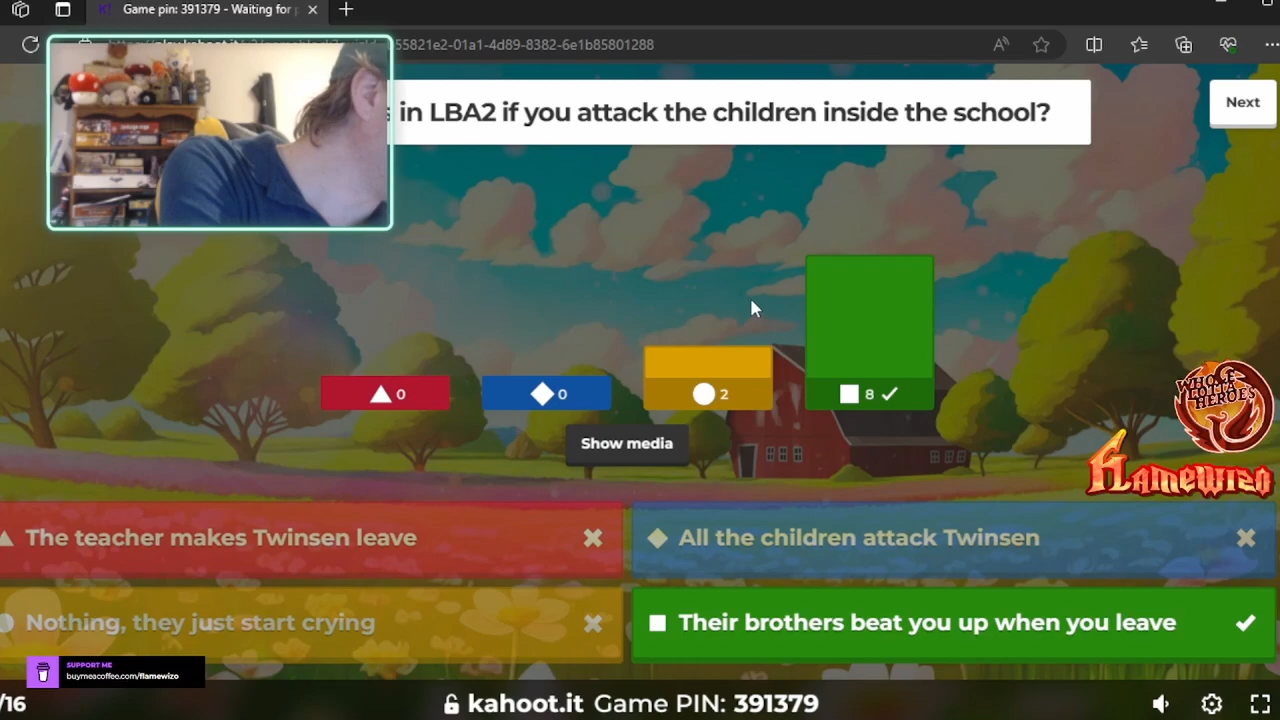 Game pin: 391379 - Waiting for p
55821e2-01a1-4d89-8382-6e1b85801288
in LBA2 if you attack the children inside the school?
Next
0
0
2
8
Show media
WHOLE
LOTTA
HEROES
FLAMEWIZO
The teacher makes Twinsen leave
All the children attack Twinsen
Nothing, they just start crying
Their brothers beat you up when you leave
SUPPORT ME
buymeacoffee.com/flamewizo
/16
kahoot.it Game PIN: 391379